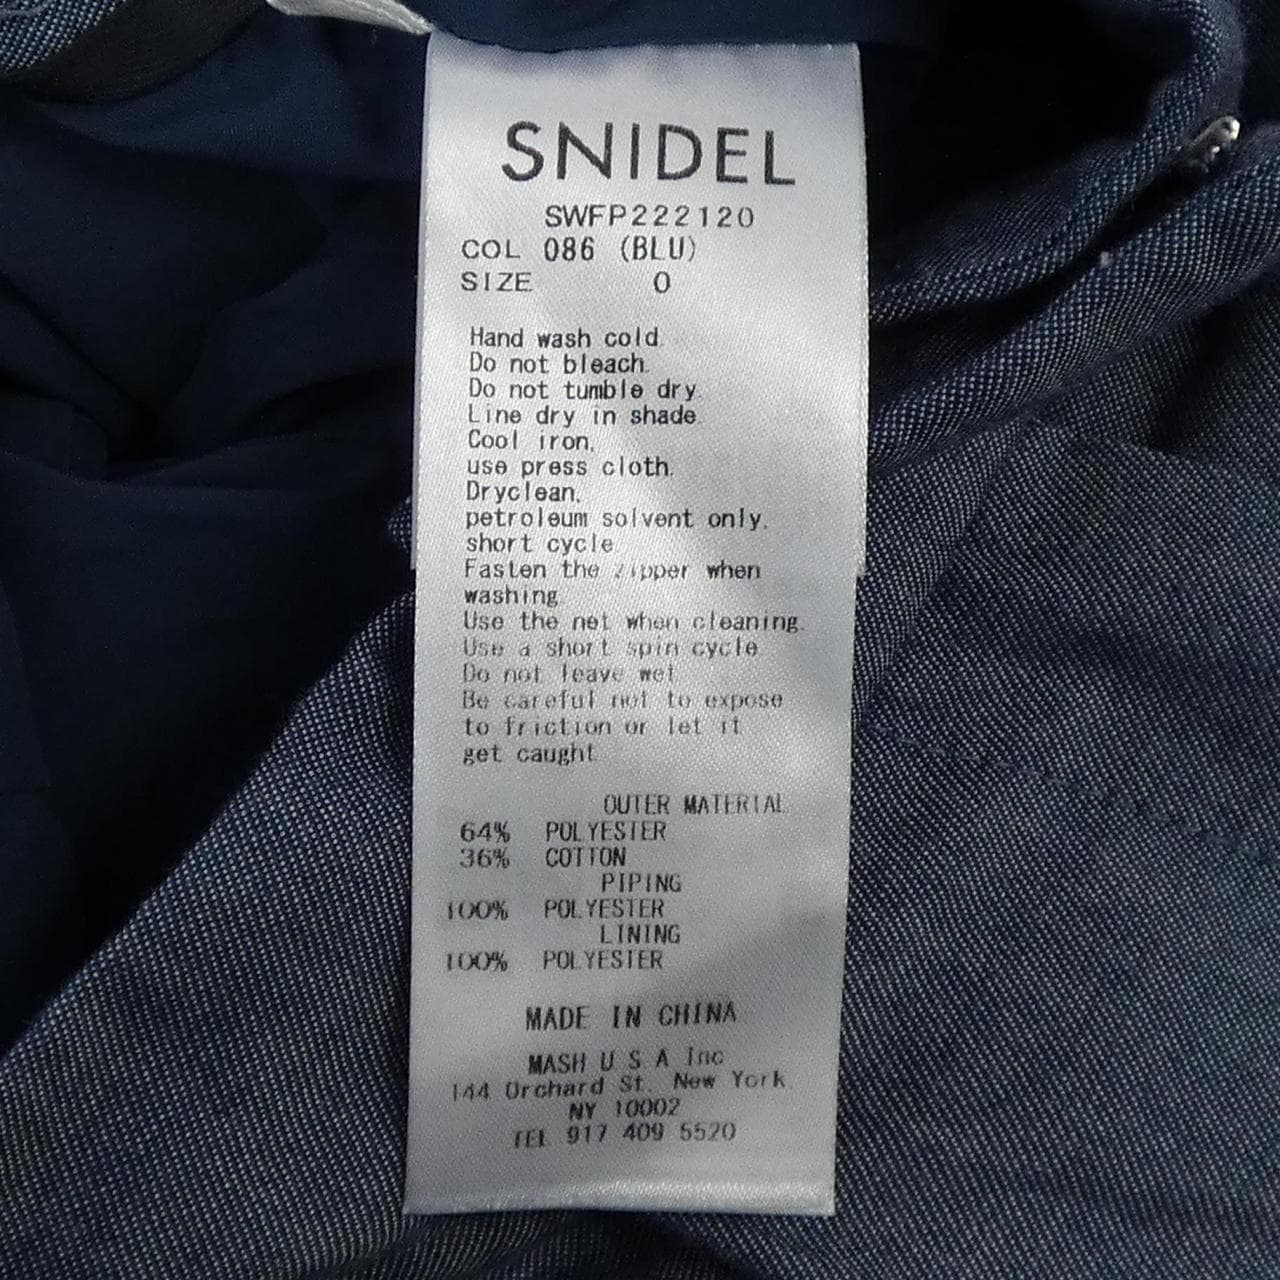 SNIDEL
SWFP222120
COL 086 (BLU)
SIZE 0
Hand wash cold.
Do not bleach.
Do not tumble dry.
Line dry in shade.
Cool iron,
use press cloth.
Dryclean,
petroleum solvent only,
short cycle.
Fasten the zipper when
washing.
Use the net when cleaning.
Use a short spin cycle
Do not leave wet
Be careful not to expose
to friction or let it
get caught.
OUTER MATERIAL
64% POLYESTER
36% COTTON
PIPING
100% POLYESTER
LINING
100% POLYESTER
MADE IN CHINA
MASH U S A Inc
144 Orchard St. New York,
NY 10002
TEL 917 409 5520